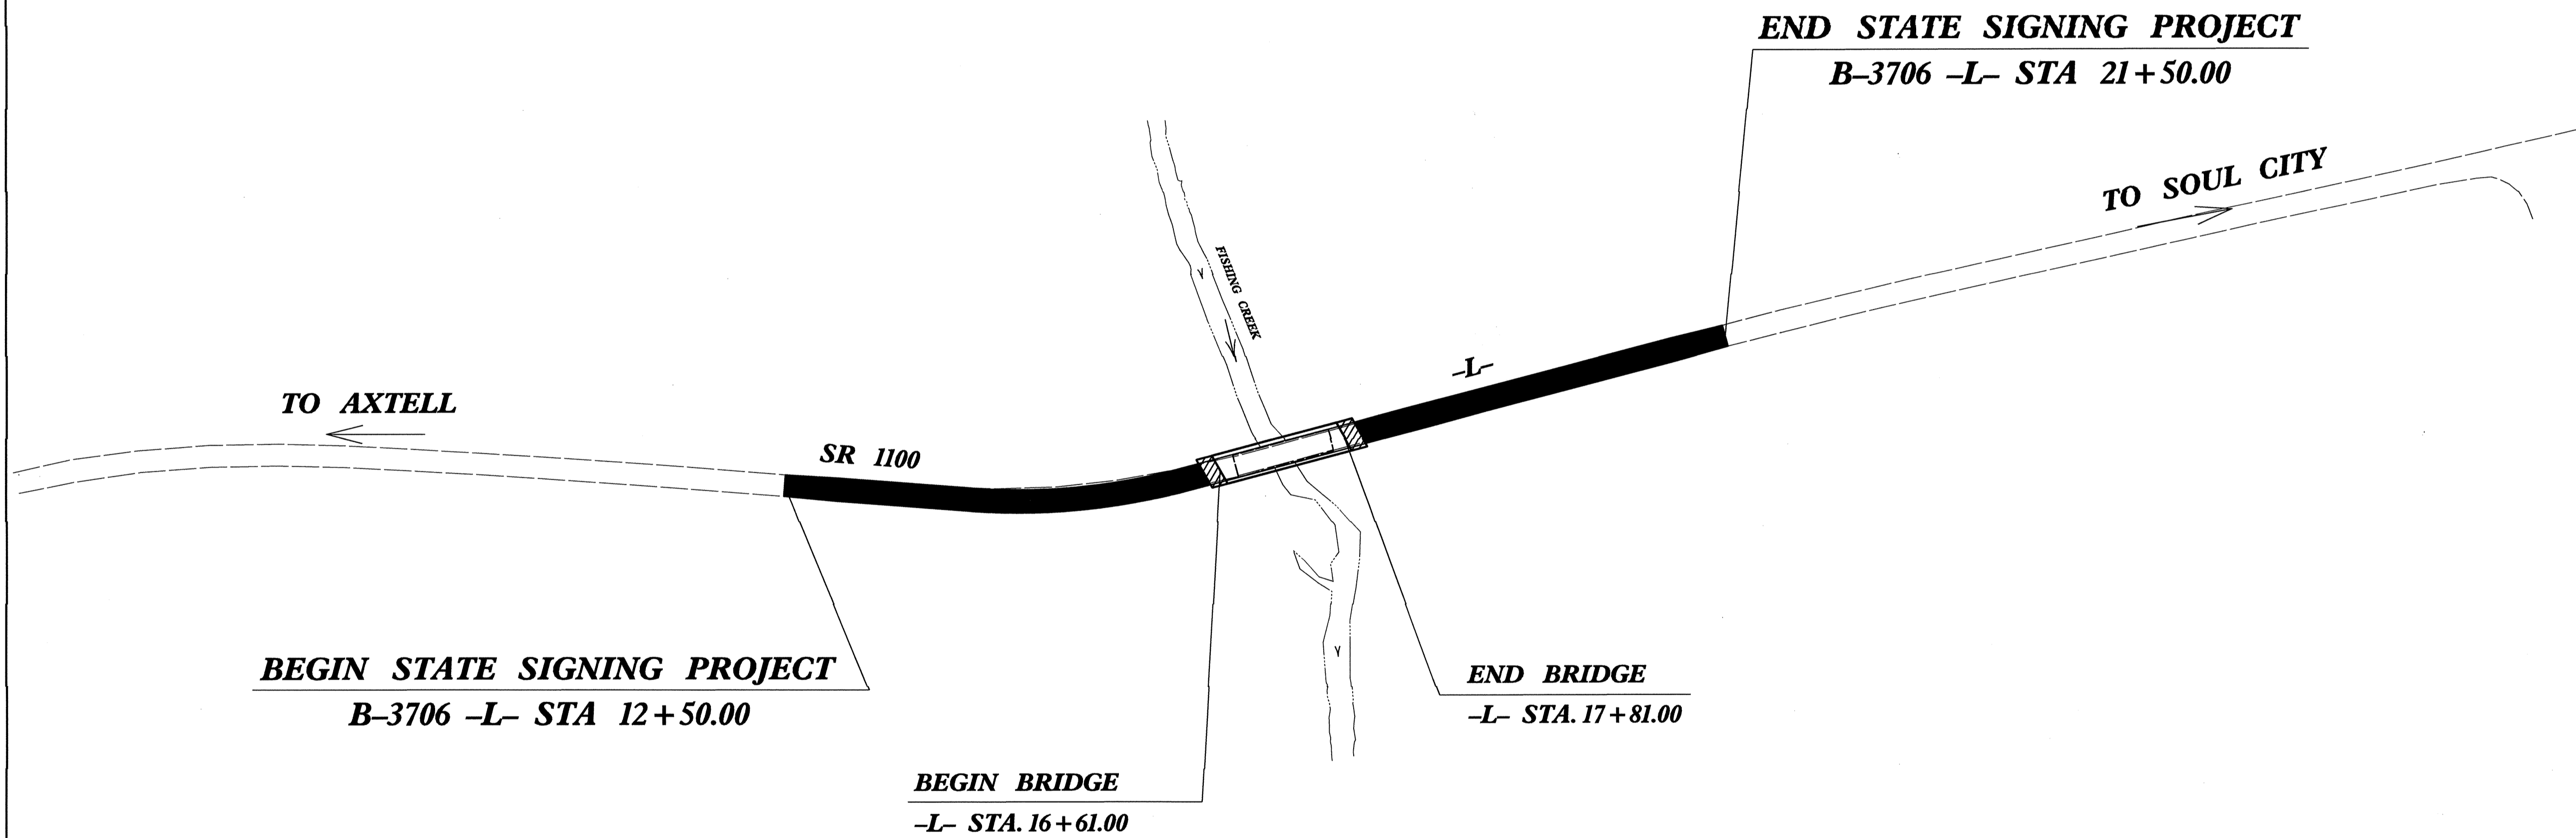 END STATE SIGNING PROJECT
B–3706 –L– STA 21+50.00
TO SOUL CITY
FISHING CREEK
–L–
TO AXTELL
SR 1100
BEGIN STATE SIGNING PROJECT
B–3706 –L– STA 12+50.00
END BRIDGE
–L– STA. 17+81.00
BEGIN BRIDGE
–L– STA. 16+61.00